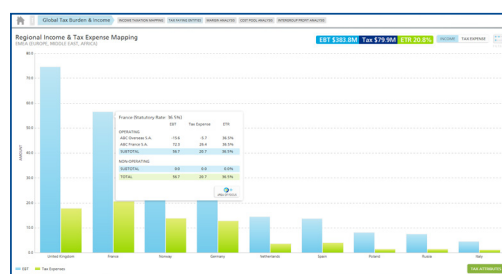 Global Tax Burden & Income
INCOME TAXATION MAPPING
TAX PAYING ENTITIES
MARGIN ANALYSIS
COST POOL ANALYSIS
INTERGROUP PROFIT ANALYSIS
Regional Income & Tax Expense Mapping
EMEA (EUROPE, MIDDLE EAST, AFRICA)
EBT $383.8M Tax $79.9M ETR 20.8%
INCOME TAX EXPENSE
80.0
70.0
60.0
50.0
40.0
30.0
20.0
10.0
0.0
AMOUNT
France (Statutory Rate: 36.5%)
EBT Tax Expense ETR
OPERATING
ABC Overseas S.A. -15.6 -5.7 36.5%
ABC France S.A. 72.3 26.4 36.5%
SUBTOTAL 56.7 20.7 36.5%
NON-OPERATING
SUBTOTAL 0.0 0.0 0.0%
TOTAL 56.7 20.7 36.5%
United Kingdom
France
Norway
Germany
Netherlands
Spain
Poland
Russia
Italy
EBT Tax Expenses